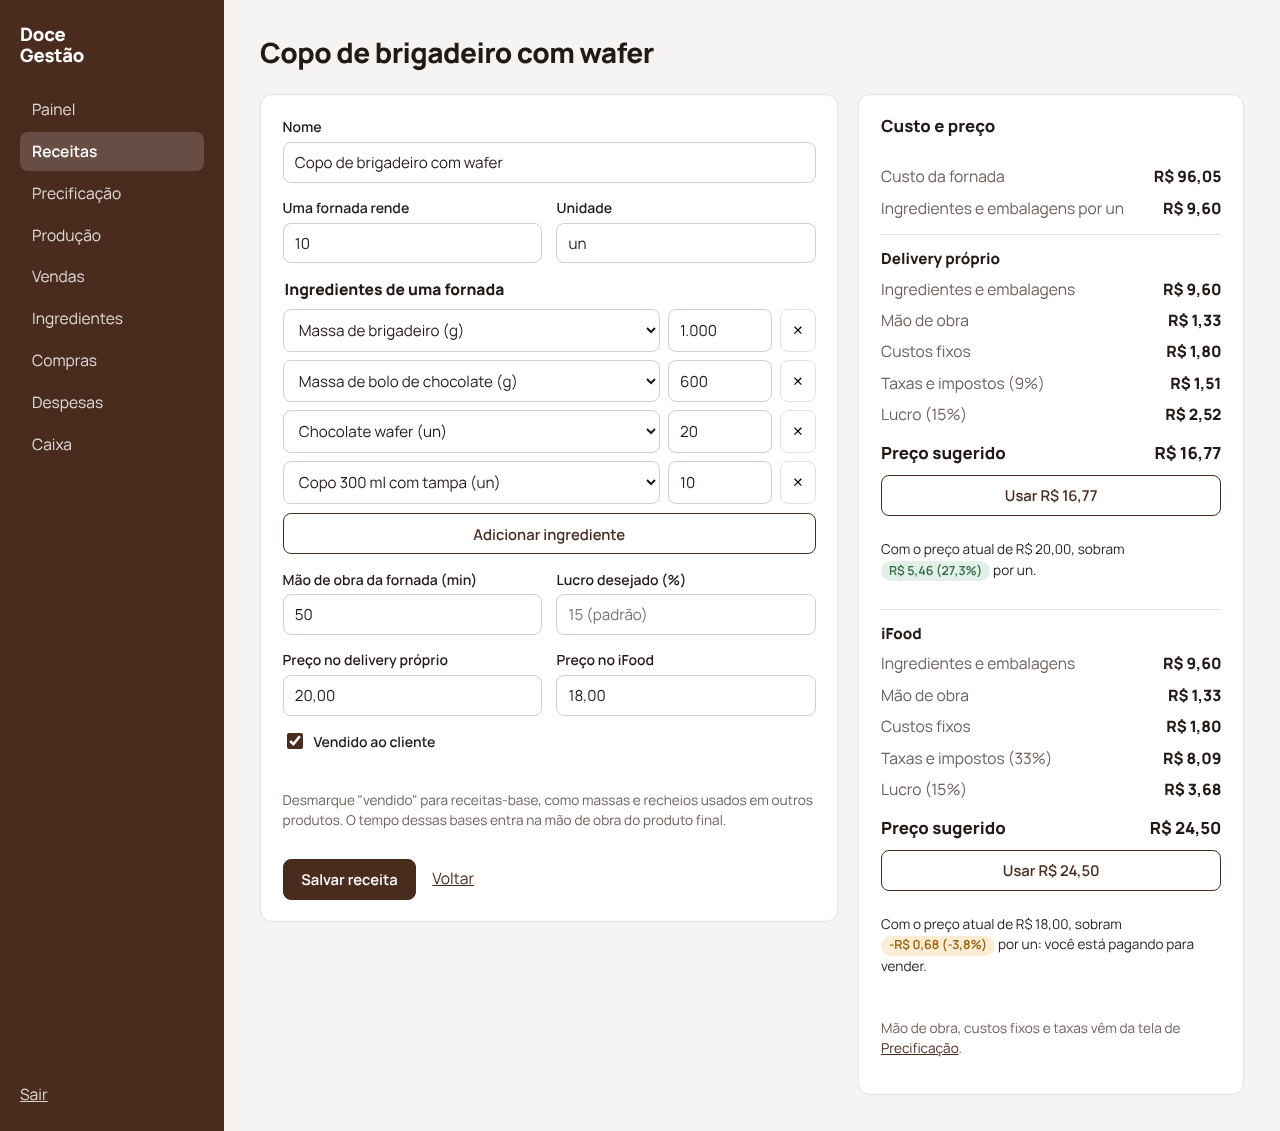 Doce
Gestão
Painel
Receitas
Precificação
Produção
Vendas
Ingredientes
Compras
Despesas
Caixa
Sair
Copo de brigadeiro com wafer
Nome
Copo de brigadeiro com wafer
Uma fornada rende
Unidade
10
un
Ingredientes de uma fornada
Massa de brigadeiro (g)
1.000
×
Massa de bolo de chocolate (g)
600
×
Chocolate wafer (un)
20
×
Copo 300 ml com tampa (un)
10
×
Adicionar ingrediente
Mão de obra da fornada (min)
Lucro desejado (%)
50
15 (padrão)
Preço no delivery próprio
Preço no iFood
20,00
18,00
Vendido ao cliente
Desmarque "vendido" para receitas-base, como massas e recheios usados em outros
produtos. O tempo dessas bases entra na mão de obra do produto final.
Salvar receita
Voltar
Custo e preço
Custo da fornada R$ 96,05
Ingredientes e embalagens por un R$ 9,60
Delivery próprio
Ingredientes e embalagens R$ 9,60
Mão de obra R$ 1,33
Custos fixos R$ 1,80
Taxas e impostos (9%) R$ 1,51
Lucro (15%) R$ 2,52
Preço sugerido R$ 16,77
Usar R$ 16,77
Com o preço atual de R$ 20,00, sobram
R$ 5,46 (27,3%) por un.
iFood
Ingredientes e embalagens R$ 9,60
Mão de obra R$ 1,33
Custos fixos R$ 1,80
Taxas e impostos (33%) R$ 8,09
Lucro (15%) R$ 3,68
Preço sugerido R$ 24,50
Usar R$ 24,50
Com o preço atual de R$ 18,00, sobram
-R$ 0,68 (-3,8%) por un: você está pagando para
vender.
Mão de obra, custos fixos e taxas vêm da tela de
Precificação.